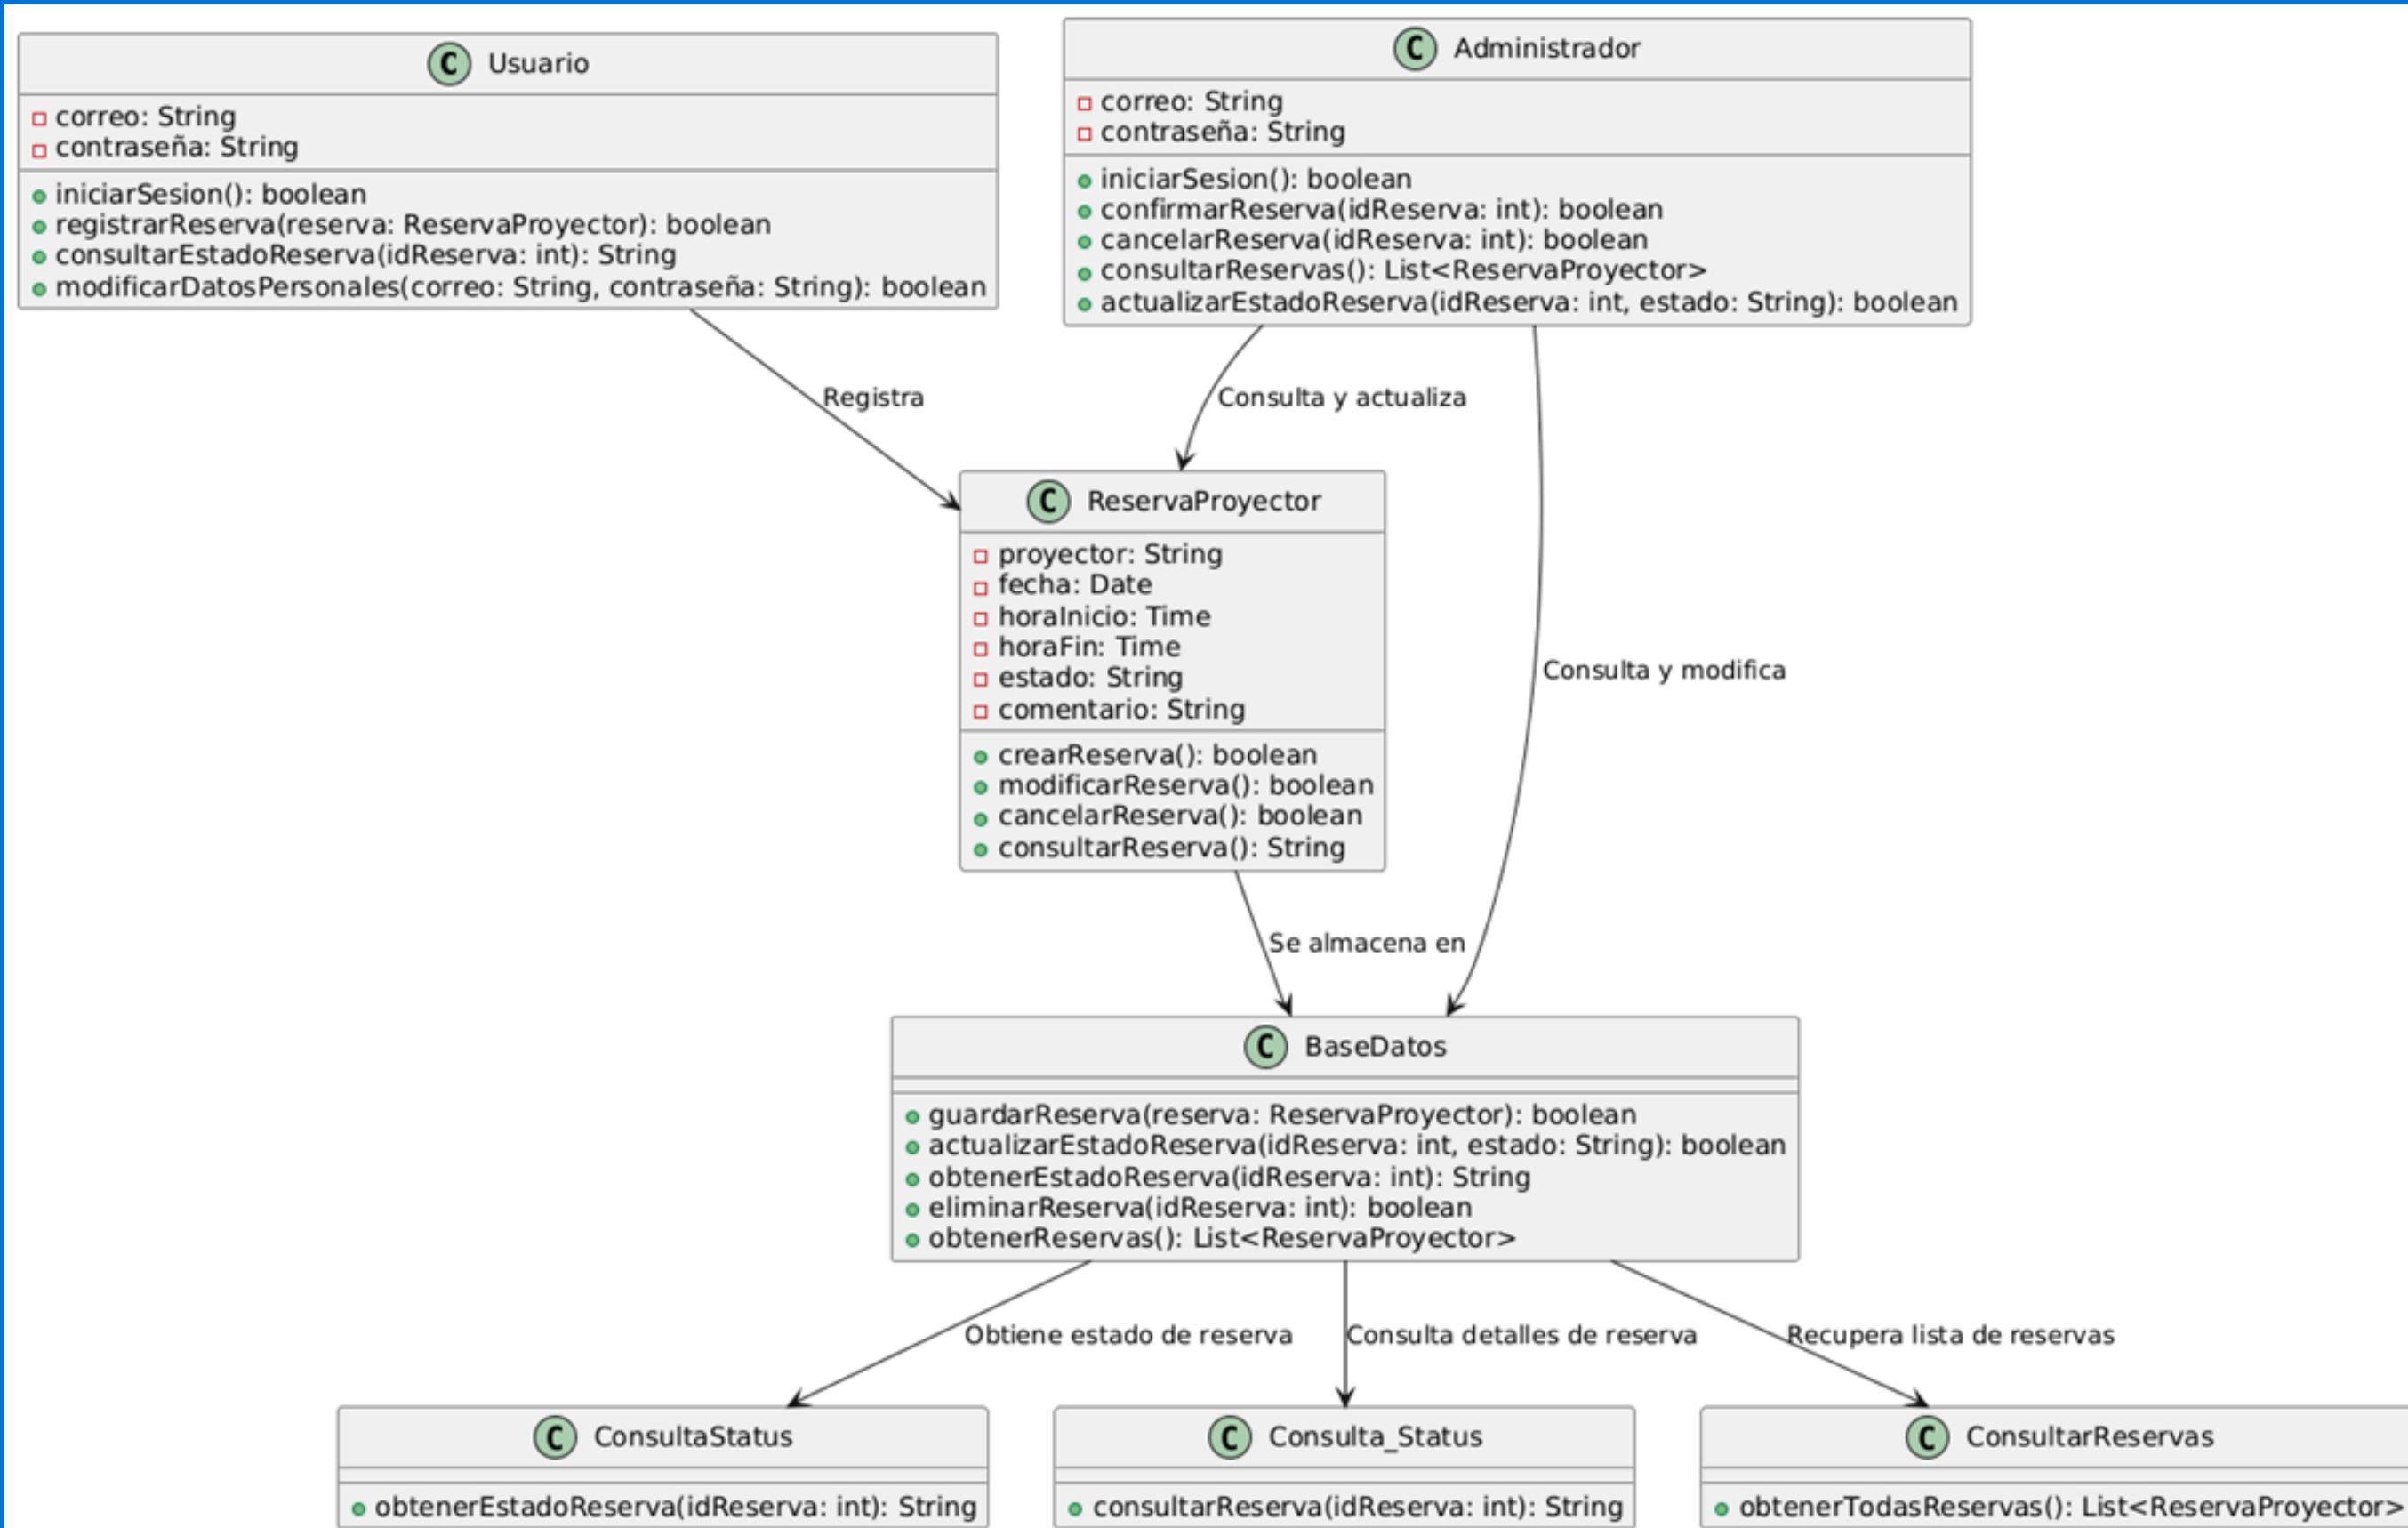 C Usuario
correo: String
contraseña: String
iniciarSesion(): boolean
registrarReserva(reserva: ReservaProyector): boolean
consultarEstadoReserva(idReserva: int): String
modificarDatosPersonales(correo: String, contraseña: String): boolean
C Administrador
correo: String
contraseña: String
iniciarSesion(): boolean
confirmarReserva(idReserva: int): boolean
cancelarReserva(idReserva: int): boolean
consultarReservas(): List<ReservaProyector>
actualizarEstadoReserva(idReserva: int, estado: String): boolean
Registra
Consulta y actualiza
C ReservaProyector
proyector: String
fecha: Date
horaInicio: Time
horaFin: Time
estado: String
comentario: String
crearReserva(): boolean
modificarReserva(): boolean
cancelarReserva(): boolean
consultarReserva(): String
Consulta y modifica
Se almacena en
C BaseDatos
guardarReserva(reserva: ReservaProyector): boolean
actualizarEstadoReserva(idReserva: int, estado: String): boolean
obtenerEstadoReserva(idReserva: int): String
eliminarReserva(idReserva: int): boolean
obtenerReservas(): List<ReservaProyector>
Obtiene estado de reserva
Consulta detalles de reserva
Recupera lista de reservas
C ConsultaStatus
obtenerEstadoReserva(idReserva: int): String
C Consulta_Status
consultarReserva(idReserva: int): String
C ConsultarReservas
obtenerTodasReservas(): List<ReservaProyector>